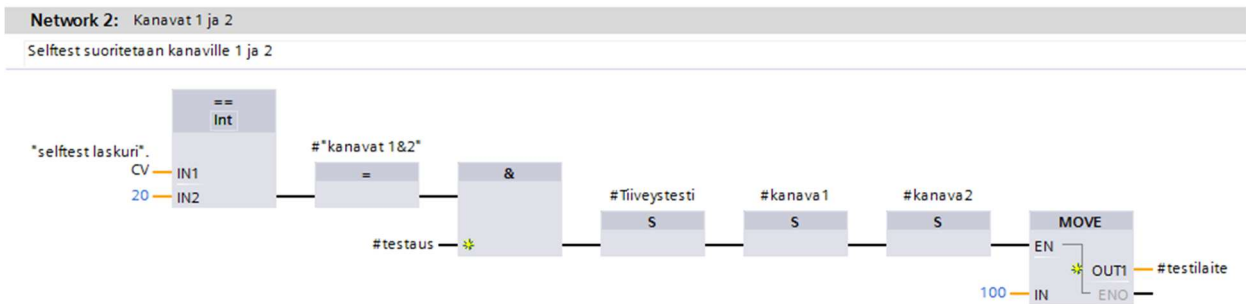 Network 2: Kanavat 1 ja 2
Selftest suoritetaan kanaville 1 ja 2
==
Int
"selftest laskuri".
CV
IN1
20
IN2
#"kanavat 1&2"
=
&
#testaus
#Tiiveystesti
S
#kanava1
S
#kanava2
S
MOVE
EN
OUT1
#testilaite
100
IN
ENO